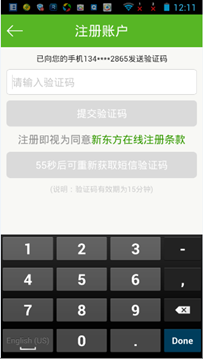 12:11
注册账户
已向您的手机134****2865发送验证码
请输入验证码
提交验证码
注册即视为同意新东方在线注册条款
55秒后可重新获取短信验证码
(说明：验证码有效期为15分钟)
1 2 3 -
4 5 6 ,
7 8 9
English (US) 0 . Done